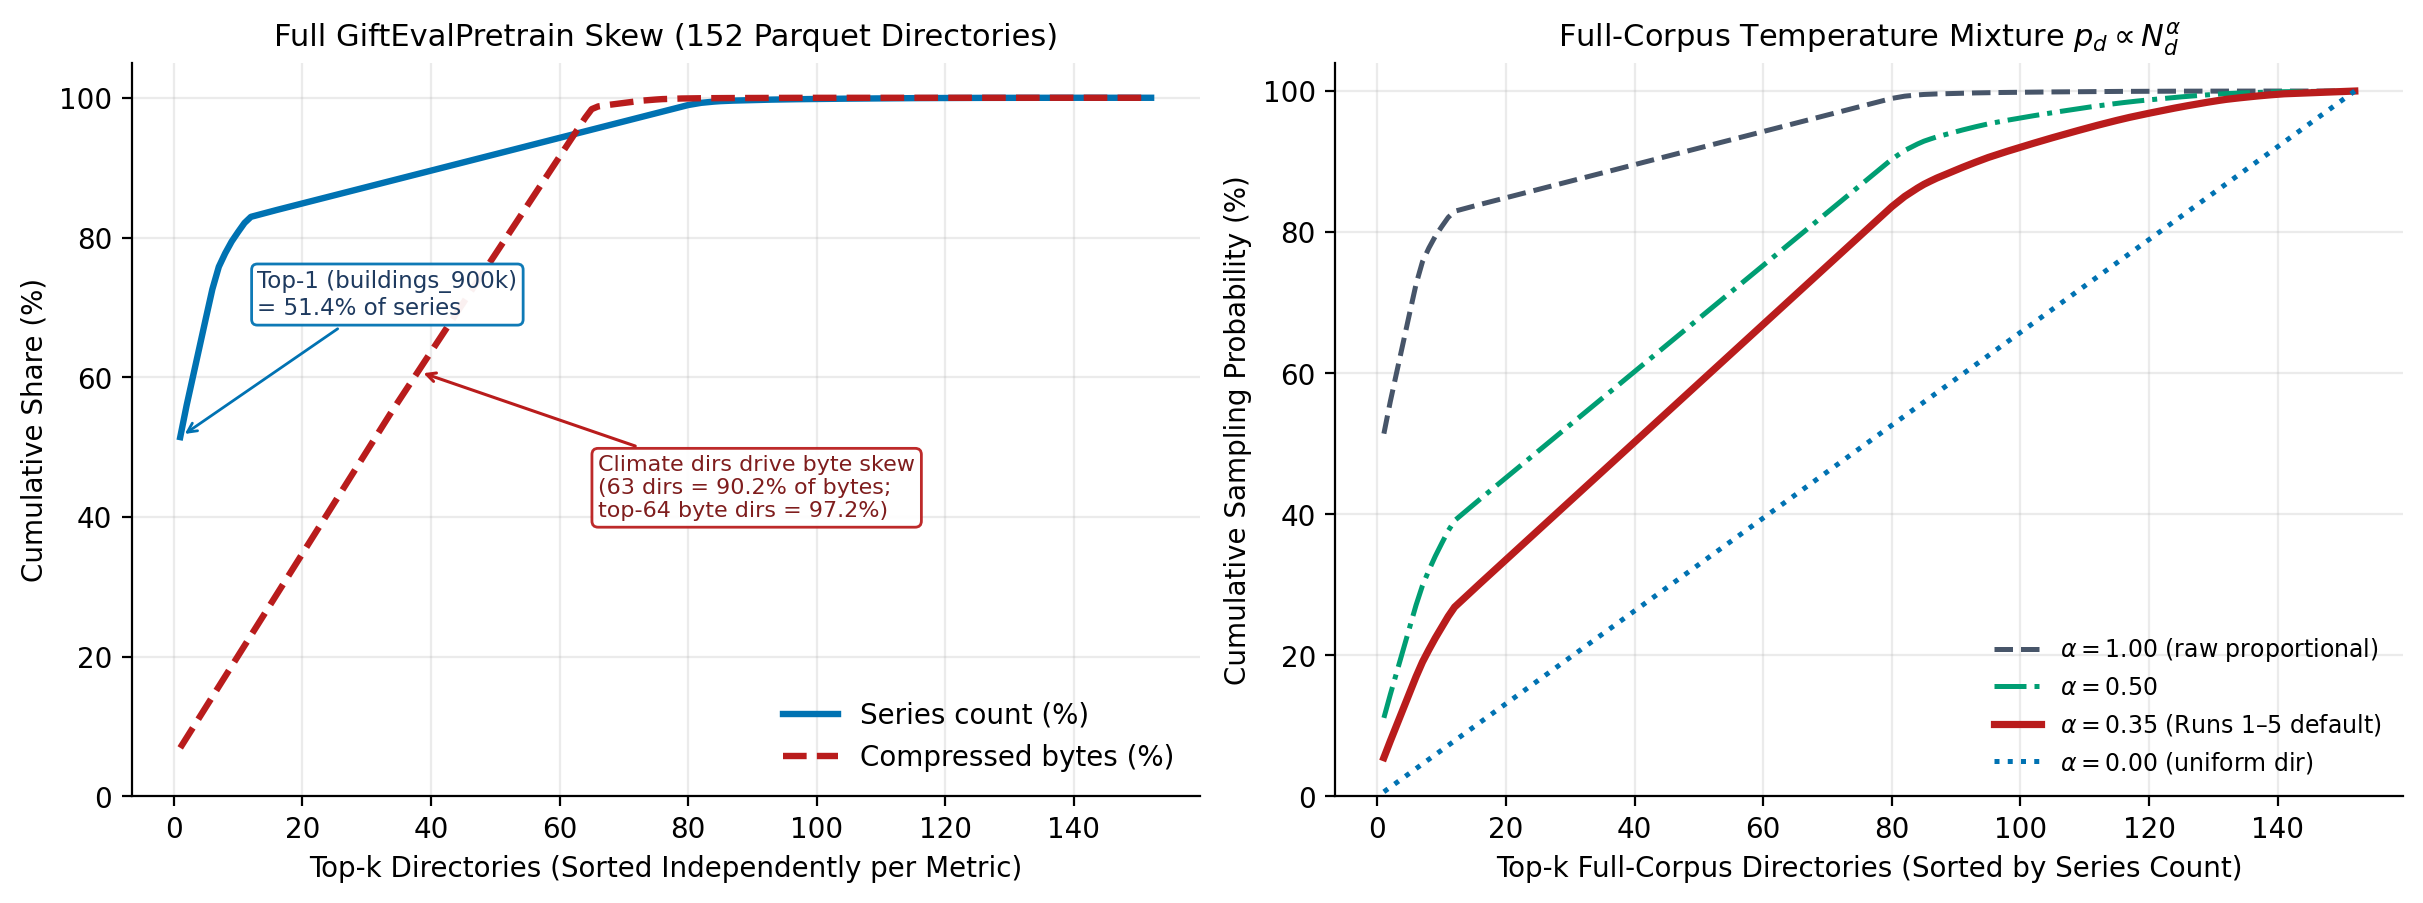 Full GiftEvalPretrain Skew (152 Parquet Directories)
Cumulative Share (%)
100
80
60
40
20
0
Top-1 (buildings_900k)
= 51.4% of series
Climate dirs drive byte skew
(63 dirs = 90.2% of bytes;
top-64 byte dirs = 97.2%)
Series count (%)
Compressed bytes (%)
0 20 40 60 80 100 120 140
Top-k Directories (Sorted Independently per Metric)
Full-Corpus Temperature Mixture $p_d \propto N_d^\alpha$
Cumulative Sampling Probability (%)
100
80
60
40
20
0
α = 1.00 (raw proportional)
α = 0.50
α = 0.35 (Runs 1–5 default)
α = 0.00 (uniform dir)
0 20 40 60 80 100 120 140
Top-k Full-Corpus Directories (Sorted by Series Count)